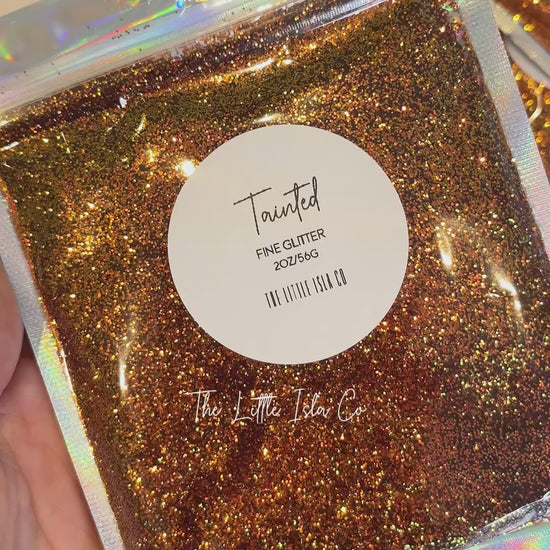 Tainted
FINE GLITTER
2OZ/56G
THE LITTLE ISLA CO
The Little Isla Co